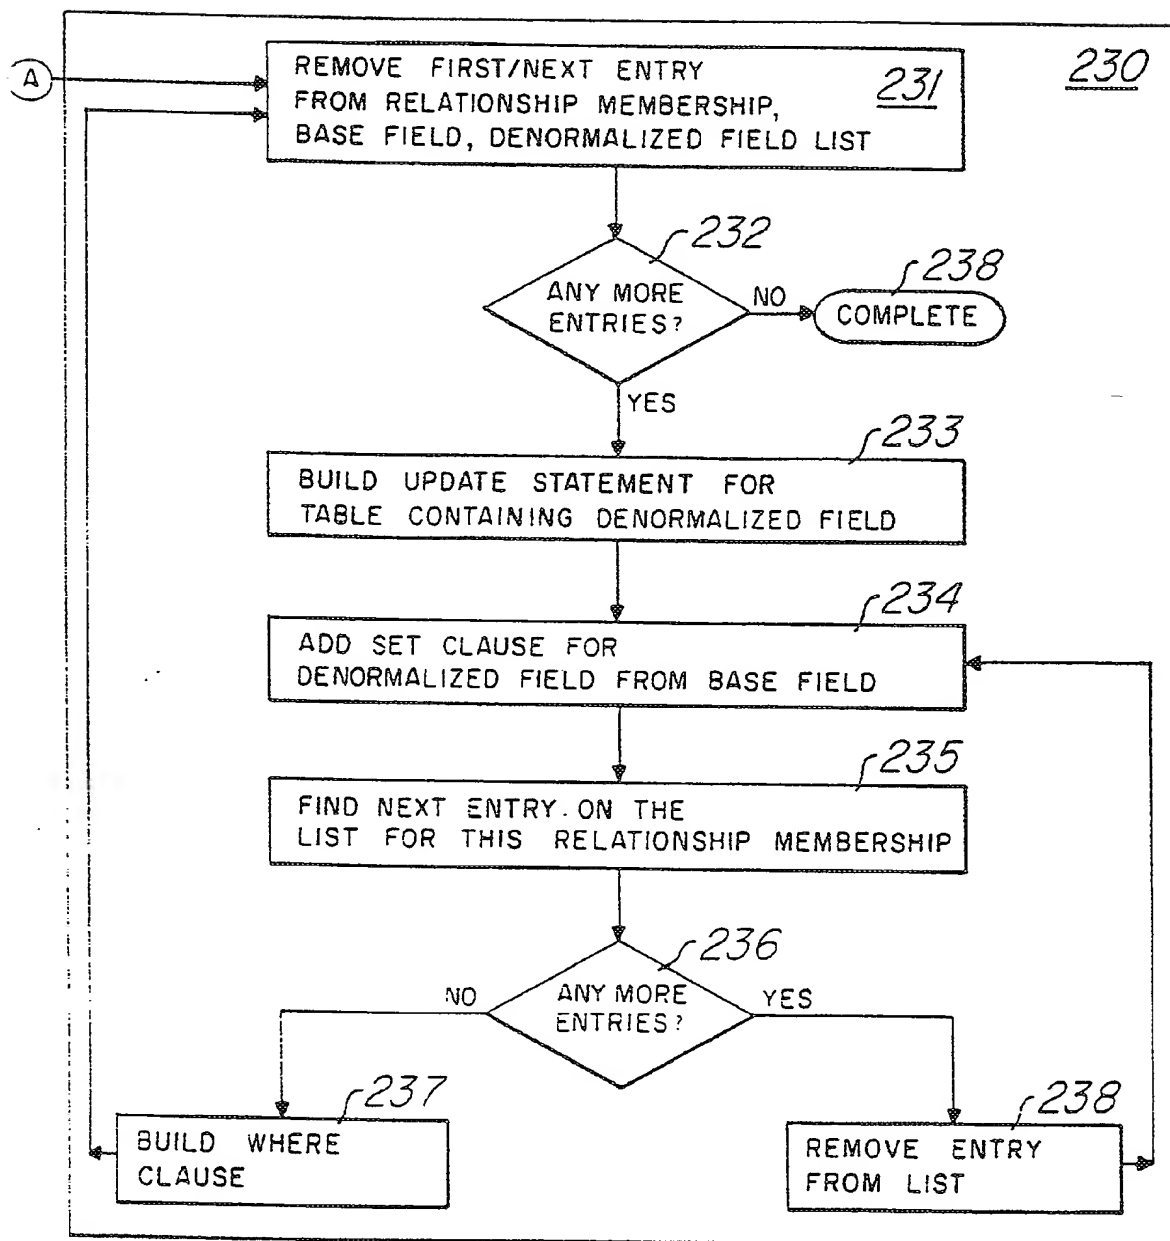 230
A
REMOVE FIRST/NEXT ENTRY
231
FROM RELATIONSHIP MEMBERSHIP,
BASE FIELD, DENORMALIZED FIELD LIST
232
238
ANY MORE
ENTRIES?
NO
COMPLETE
YES
233
BUILD UPDATE STATEMENT FOR
TABLE CONTAINING DENORMALIZED FIELD
234
ADD SET CLAUSE FOR
DENORMALIZED FIELD FROM BASE FIELD
235
FIND NEXT ENTRY ON THE
LIST FOR THIS RELATIONSHIP MEMBERSHIP
236
NO
ANY MORE
ENTRIES?
YES
237
BUILD WHERE
CLAUSE
238
REMOVE ENTRY
FROM LIST